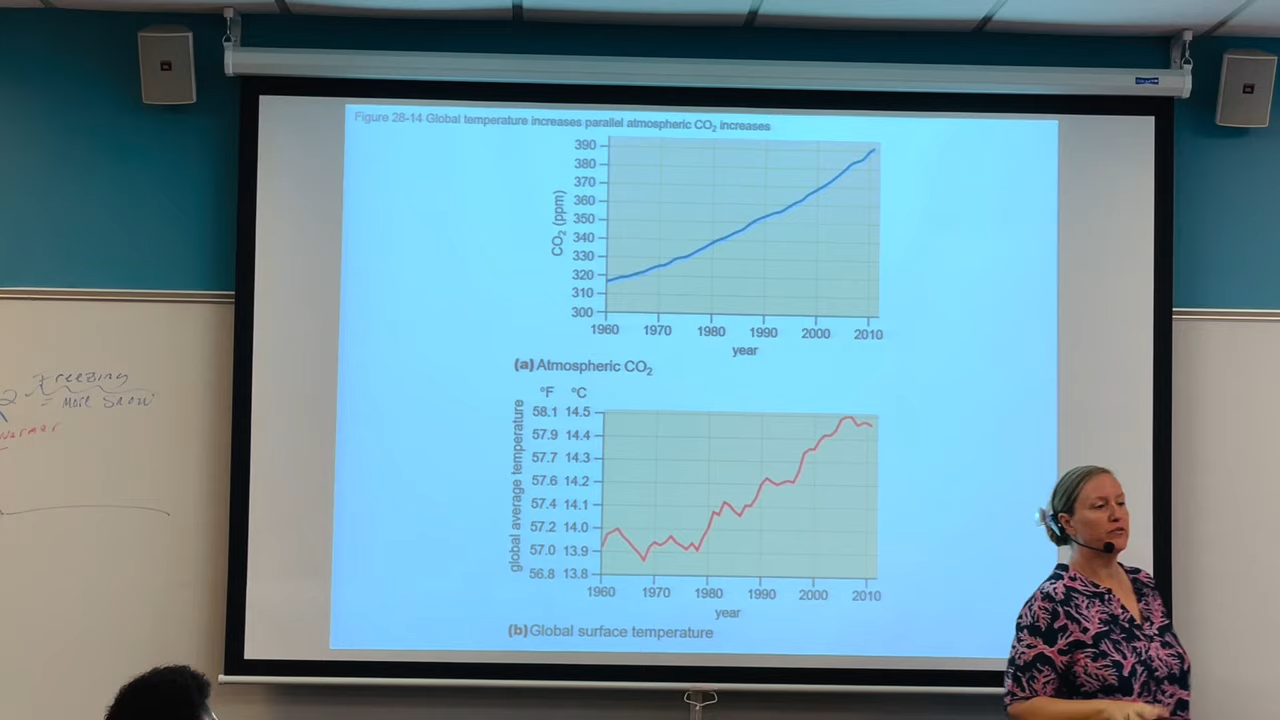 Figure 28-14 Global temperature increases parallel atmospheric CO₂ increases
390
380
370
360
350
340
330
320
310
300
CO₂ (ppm)
1960 1970 1980 1990 2000 2010
year
(a) Atmospheric CO₂
°F °C
58.1 14.5
57.9 14.4
57.7 14.3
57.6 14.2
57.4 14.1
57.2 14.0
57.0 13.9
56.8 13.8
global average temperature
1960 1970 1980 1990 2000 2010
year
(b) Global surface temperature
Freezing
2 = More Snow
warmer